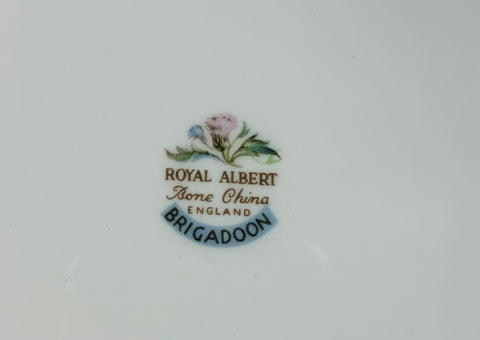 ROYAL ALBERT
Bone China
ENGLAND
BRIGADOON